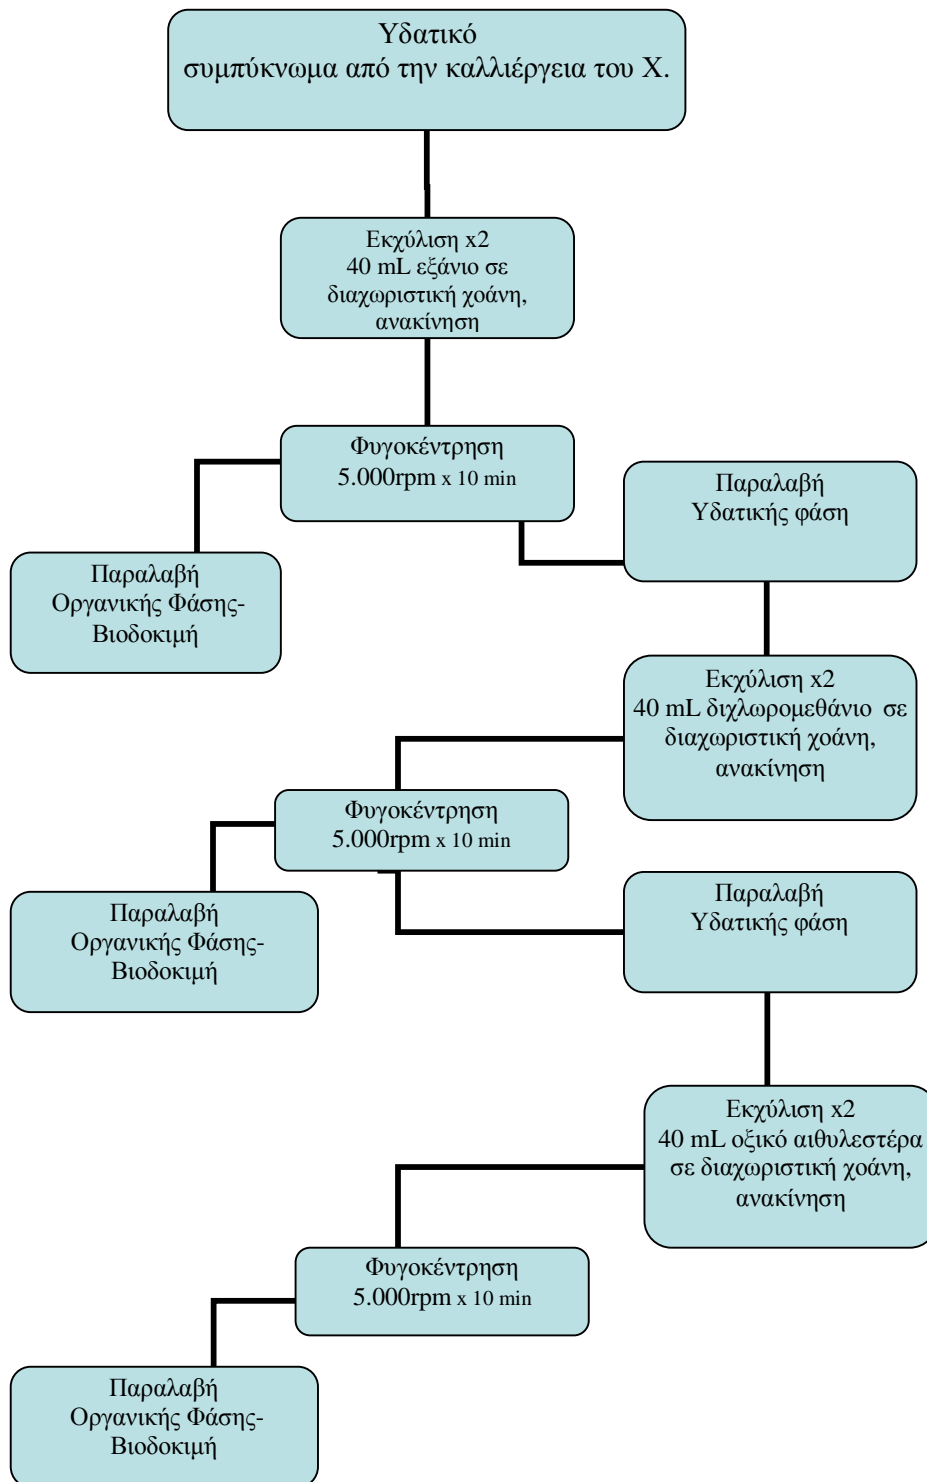 Υδατικό
συμπύκνωμα από την καλλιέργεια του Χ.
Εκχύλιση x2
40 mL εξάνιο σε
διαχωριστική χοάνη,
ανακίνηση
Φυγοκέντρηση
5.000rpm x 10 min
Παραλαβή
Υδατικής φάση
Παραλαβή
Οργανικής Φάσης-
Βιοδοκιμή
Εκχύλιση x2
40 mL διχλωρομεθάνιο σε
διαχωριστική χοάνη,
ανακίνηση
Φυγοκέντρηση
5.000rpm x 10 min
Παραλαβή
Οργανικής Φάσης-
Βιοδοκιμή
Παραλαβή
Υδατικής φάση
Εκχύλιση x2
40 mL οξικό αιθυλεστέρα
σε διαχωριστική χοάνη,
ανακίνηση
Φυγοκέντρηση
5.000rpm x 10 min
Παραλαβή
Οργανικής Φάσης-
Βιοδοκιμή